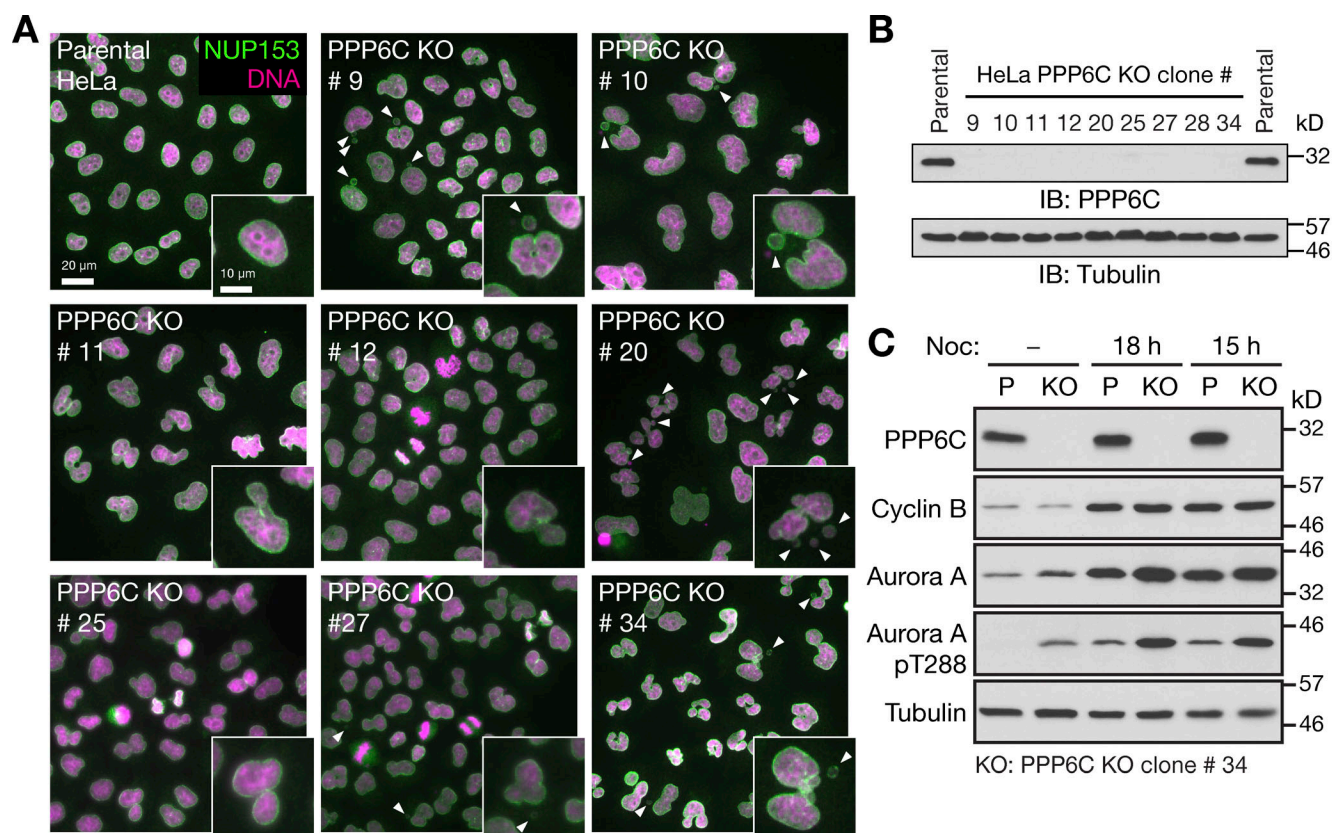 A
Parental
HeLa
NUP153
DNA
20 µm
10 µm
PPP6C KO
# 9
PPP6C KO
# 10
PPP6C KO
# 11
PPP6C KO
# 12
PPP6C KO
# 20
PPP6C KO
# 25
PPP6C KO
#27
PPP6C KO
# 34
B
Parental
HeLa PPP6C KO clone #
Parental
9 10 11 12 20 25 27 28 34
kD
32
IB: PPP6C
57
46
IB: Tubulin
C
Noc: – 18 h 15 h
P KO P KO P KO
kD
PPP6C
32
Cyclin B
57
46
Aurora A
46
32
Aurora A
pT288
46
Tubulin
57
46
KO: PPP6C KO clone # 34